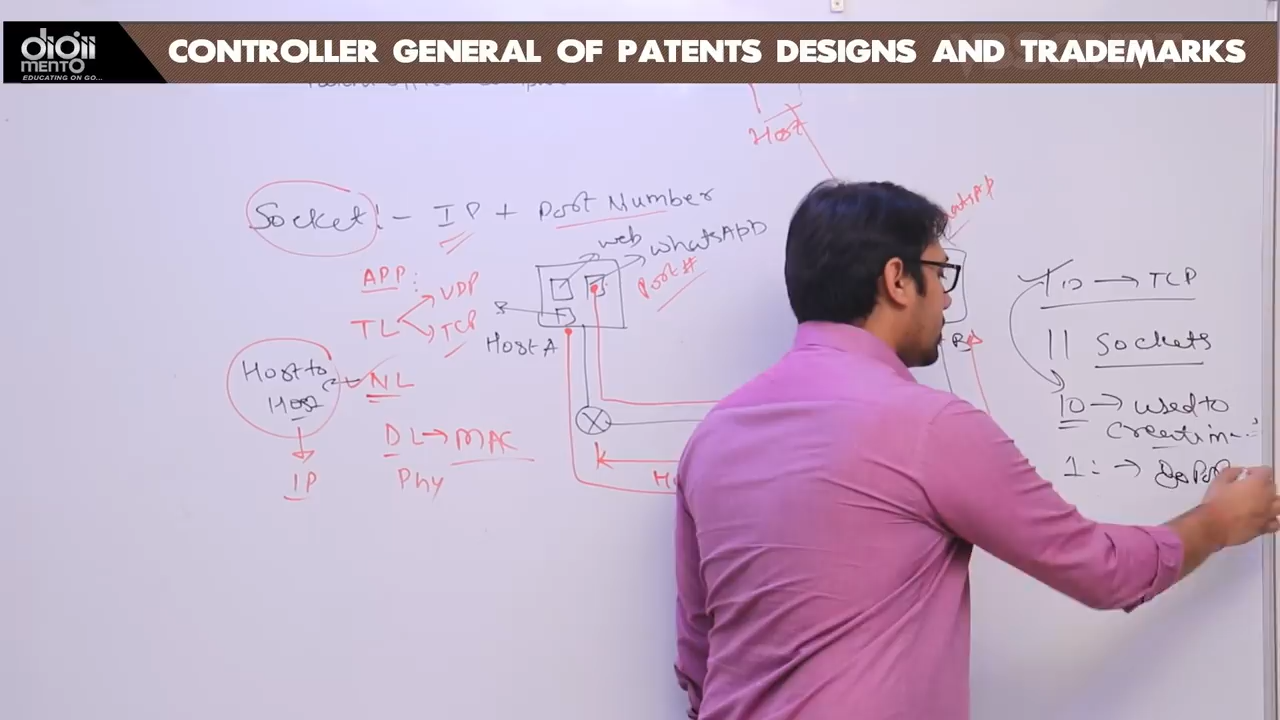 digii
MENTO
EDUCATING ON GO...
CONTROLLER GENERAL OF PATENTS DESIGNS AND TRADEMARKS
Host
Socket :- IP + Port Number
web
WhatsApp
Port #
APP:
UDP
TL
TCP
Host A
Host to
Host
NL
IP
DL → MAC
Phy
B
10 → TCP
11 Sockets
10 → used to
1: →